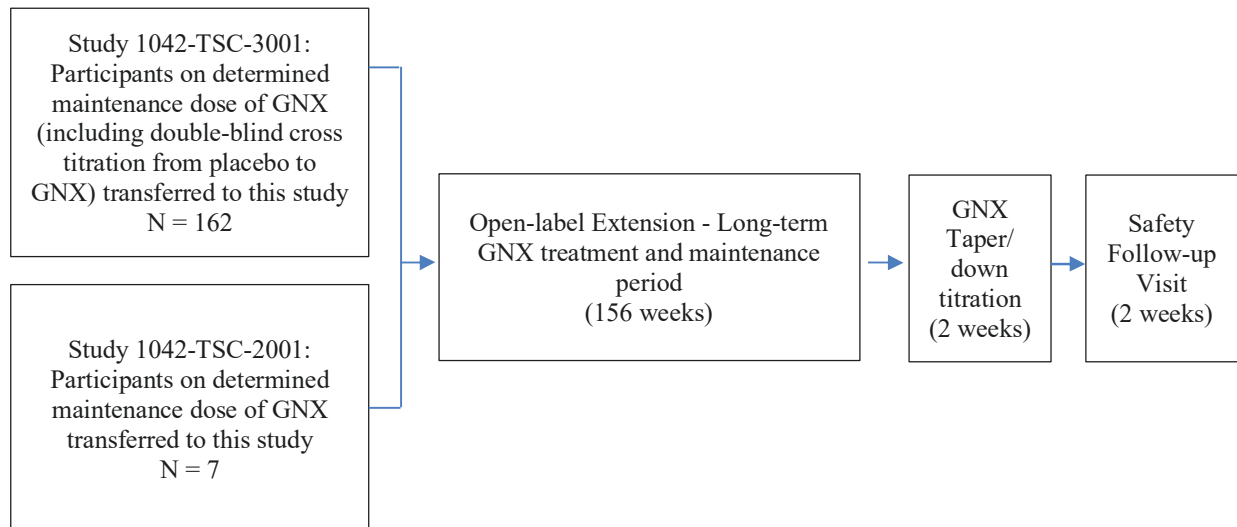 Study 1042-TSC-3001:
Participants on determined
maintenance dose of GNX
(including double-blind cross
titration from placebo to
GNX) transferred to this study
N = 162
Study 1042-TSC-2001:
Participants on determined
maintenance dose of GNX
transferred to this study
N = 7
Open-label Extension - Long-term
GNX treatment and maintenance
period
(156 weeks)
GNX
Taper/
down
titration
(2 weeks)
Safety
Follow-up
Visit
(2 weeks)